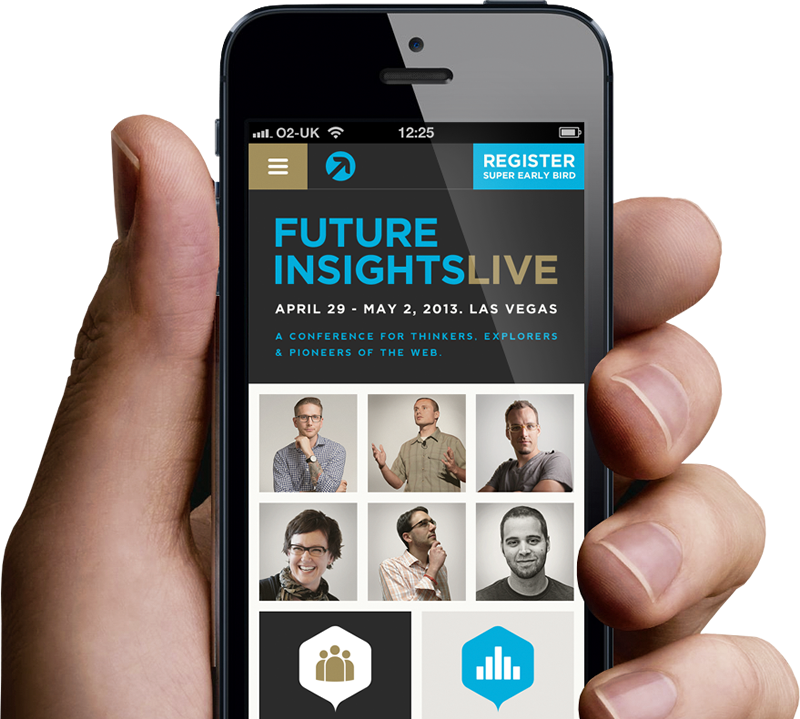 O2-UK 12:25
REGISTER
SUPER EARLY BIRD
FUTURE
INSIGHTSLIVE
APRIL 29 - MAY 2, 2013. LAS VEGAS
A CONFERENCE FOR THINKERS, EXPLORERS
& PIONEERS OF THE WEB.